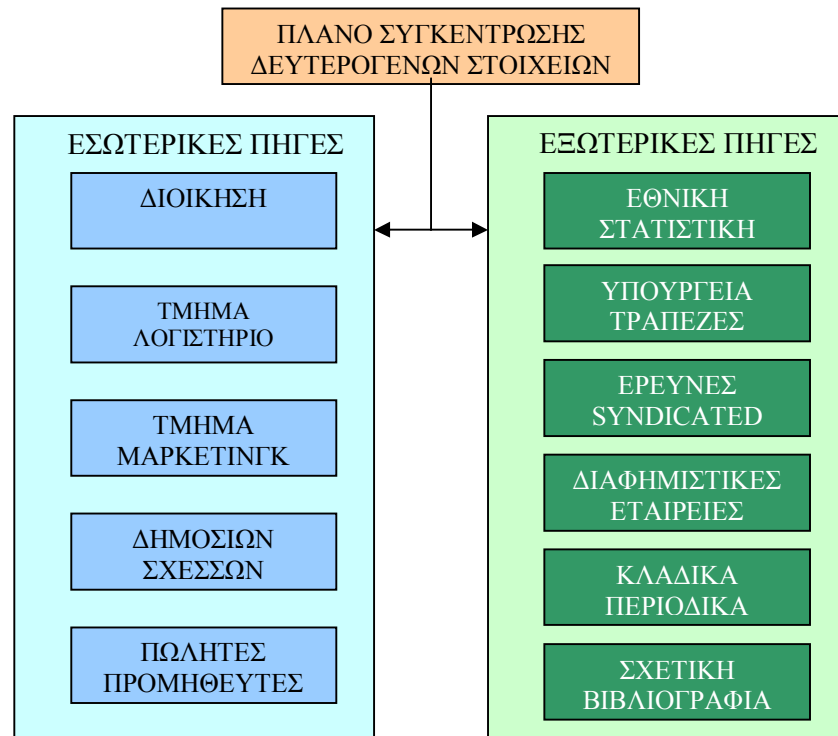 ΠΛΑΝΟ ΣΥΓΚΕΝΤΡΩΣΗΣ
ΔΕΥΤΕΡΟΓΕΝΩΝ ΣΤΟΙΧΕΙΩΝ
ΕΣΩΤΕΡΙΚΕΣ ΠΗΓΕΣ
ΔΙΟΙΚΗΣΗ
ΤΜΗΜΑ
ΛΟΓΙΣΤΗΡΙΟ
ΤΜΗΜΑ
ΜΑΡΚΕΤΙΝΓΚ
ΔΗΜΟΣΙΩΝ
ΣΧΕΣΣΩΝ
ΠΩΛΗΤΕΣ
ΠΡΟΜΗΘΕΥΤΕΣ
ΕΞΩΤΕΡΙΚΕΣ ΠΗΓΕΣ
ΕΘΝΙΚΗ
ΣΤΑΤΙΣΤΙΚΗ
ΥΠΟΥΡΓΕΙΑ
ΤΡΑΠΕΖΕΣ
ΕΡΕΥΝΕΣ
SYNDICATED
ΔΙΑΦΗΜΙΣΤΙΚΕΣ
ΕΤΑΙΡΕΙΕΣ
ΚΛΑΔΙΚΑ
ΠΕΡΙΟΔΙΚΑ
ΣΧΕΤΙΚΗ
ΒΙΒΛΙΟΓΡΑΦΙΑ